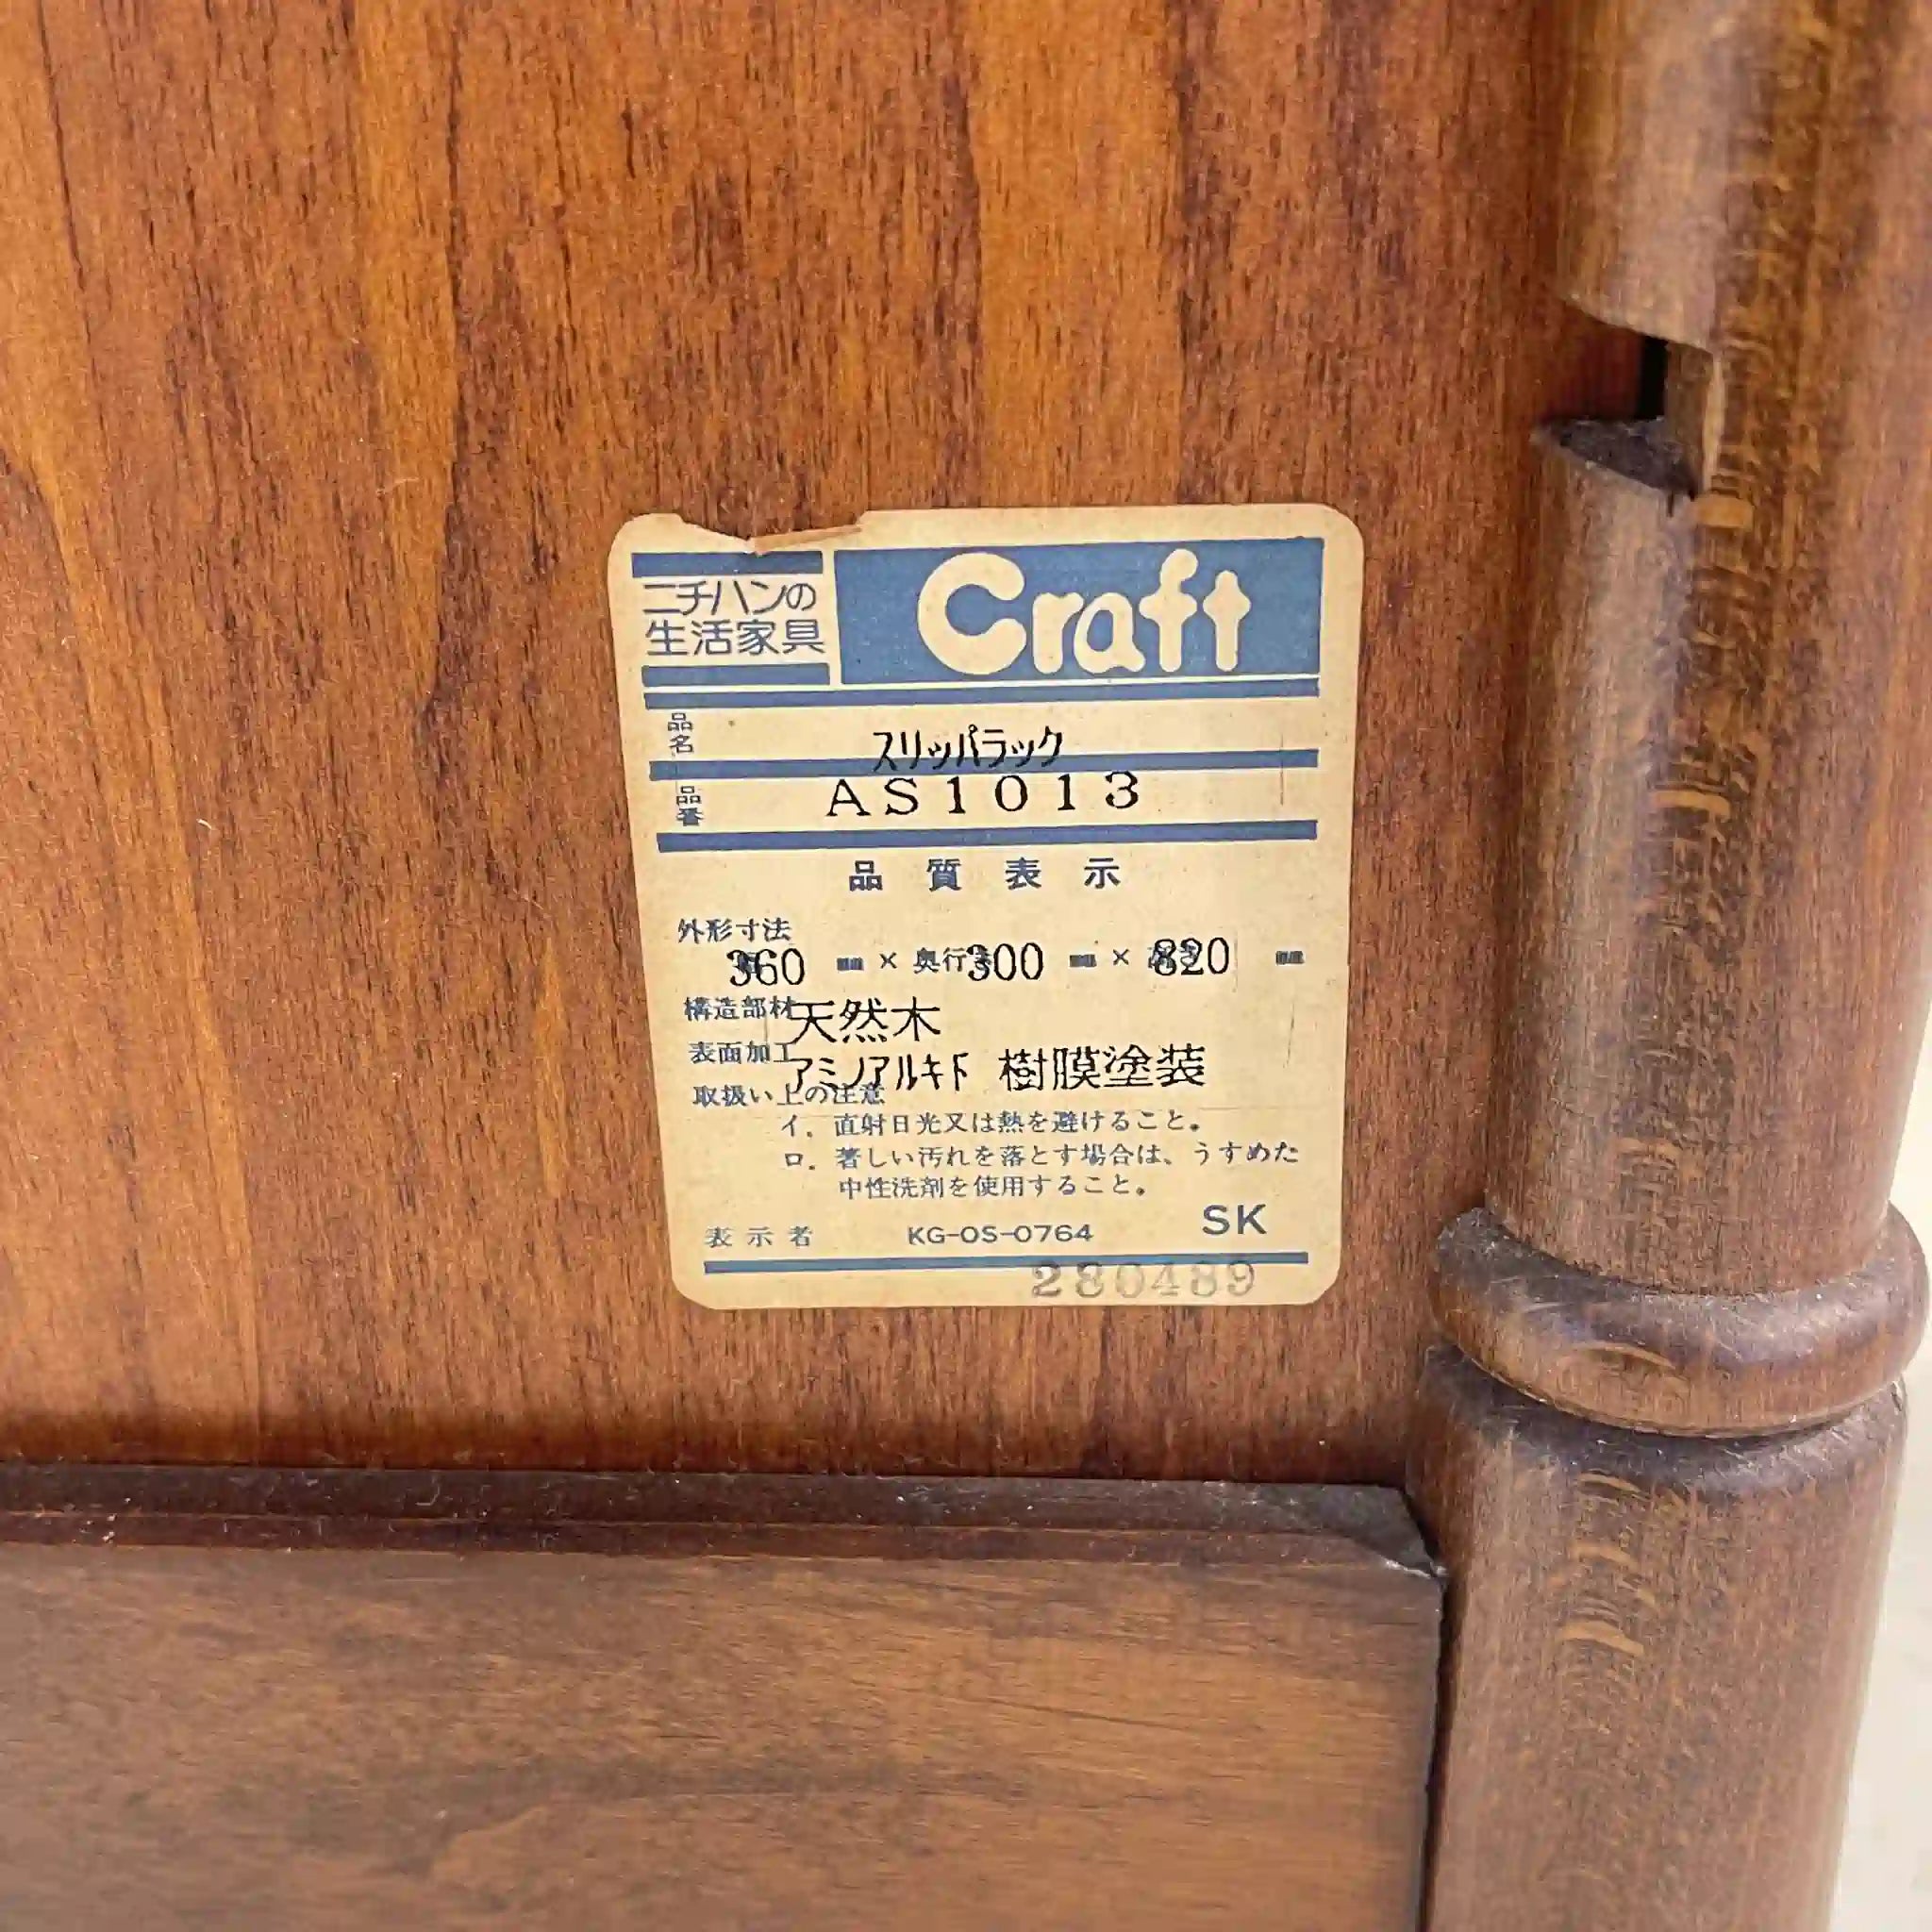 ニチハンの
生活家具
Craft
品名 スリッパラック
品番 AS1013
品質表示
外形寸法
360 mm × 奥行 300 mm × 820 mm
構造部材 天然木
表面加工 アミノアルキド 樹膜塗装
取扱い上の注意
イ. 直射日光又は熱を避けること。
ロ. 著しい汚れを落とす場合は、うすめた
中性洗剤を使用すること。
表示者 KG-OS-0764 SK
280489